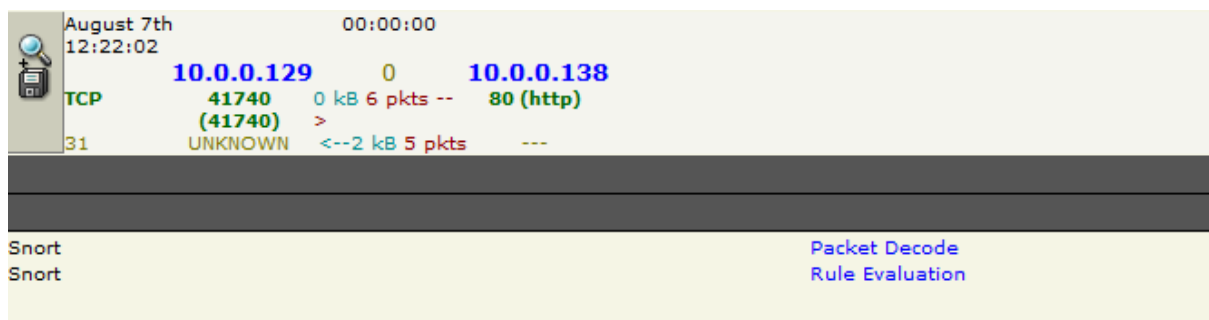 August 7th 00:00:00
12:22:02
10.0.0.129 0 10.0.0.138
TCP 41740 0 kB 6 pkts -- 80 (http)
(41740) >
31 UNKNOWN <--2 kB 5 pkts ---
Snort Packet Decode
Snort Rule Evaluation